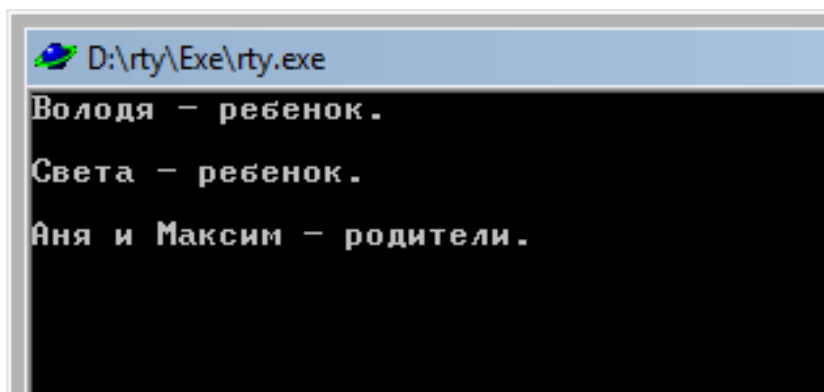 D:\rty\Exe\rty.exe
Володя - ребенок.
Света - ребенок.
Аня и Максим - родители.